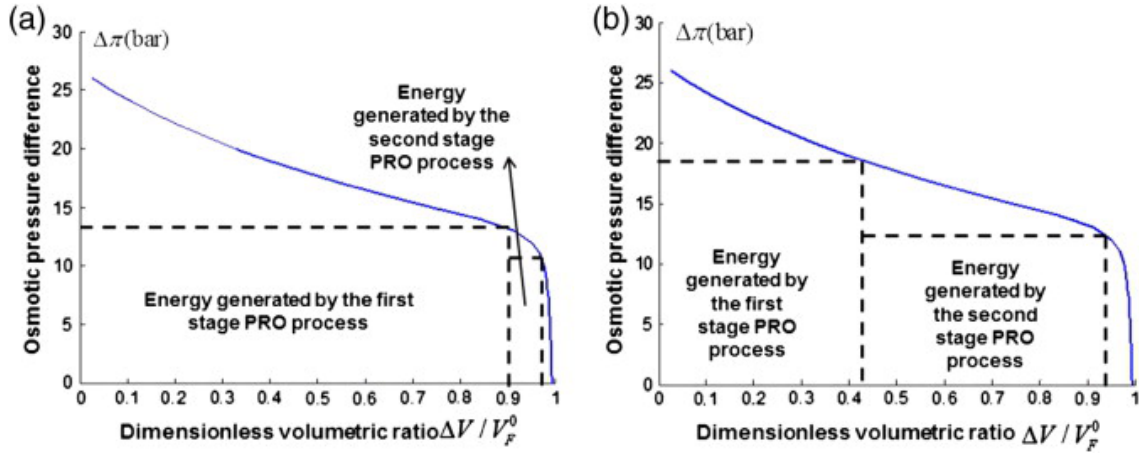 (a)
30
25
20
15
10
5
0
Osmotic pressure difference
Δπ(bar)
Energy
generated by the
second stage
PRO process
Energy generated by the first
stage PRO process
0 0.1 0.2 0.3 0.4 0.5 0.6 0.7 0.8 0.9 1
Dimensionless volumetric ratio ΔV / V_F^0
(b)
30
25
20
15
10
5
0
Osmotic pressure difference
Δπ(bar)
Energy
generated by
the first
stage PRO
process
Energy
generated by
the second
stage PRO
process
0 0.1 0.2 0.3 0.4 0.5 0.6 0.7 0.8 0.9 1
Dimensionless volumetric ratio ΔV / V_F^0